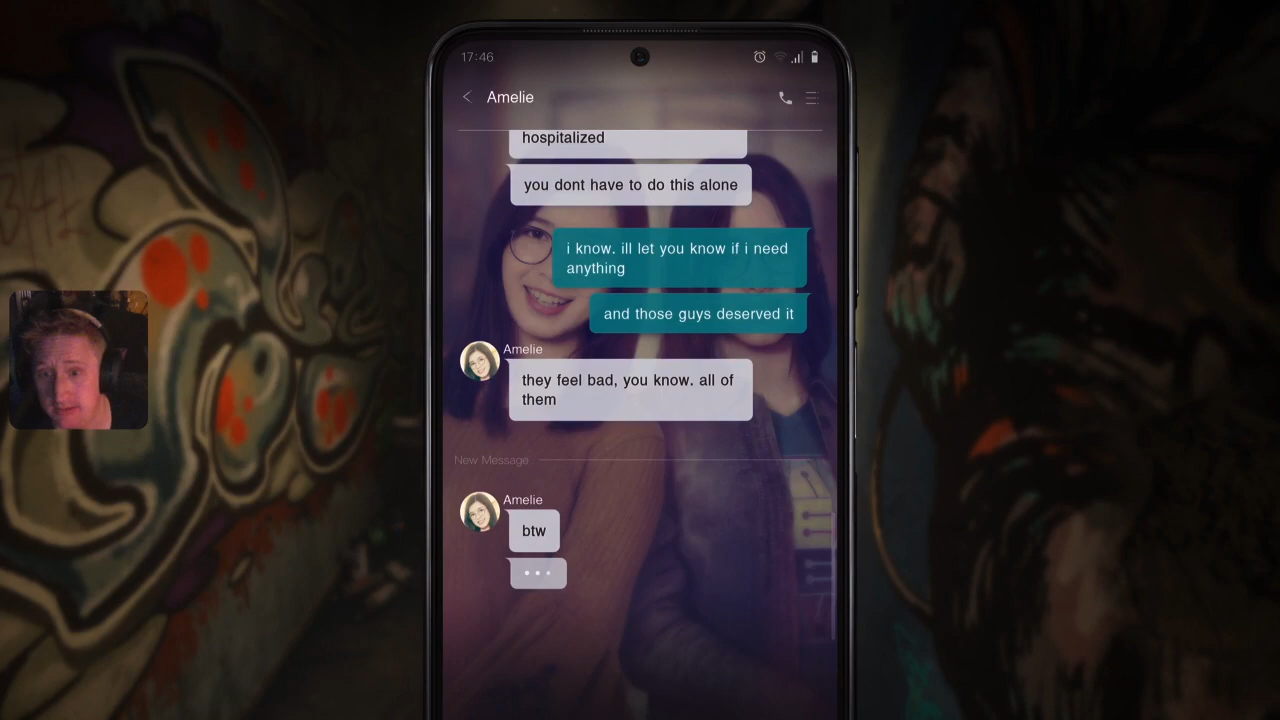 17:46
Amelie
hospitalized
you dont have to do this alone
i know. ill let you know if i need
anything
and those guys deserved it
Amelie
they feel bad, you know. all of
them
New Message
Amelie
btw